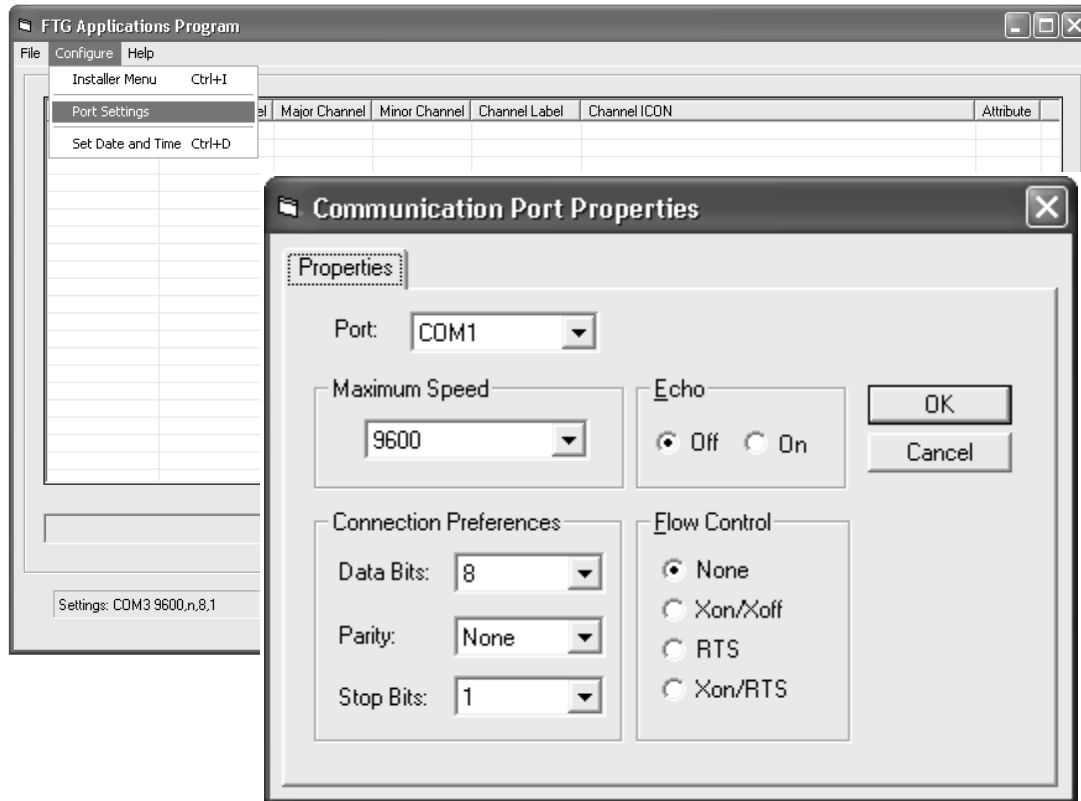 FTG Applications Program
File Configure Help
Installer Menu Ctrl+I
Port Settings
Set Date and Time Ctrl+D
Major Channel Minor Channel Channel Label Channel ICON Attribute
Communication Port Properties
Properties
Port: COM1
Maximum Speed
9600
Echo
Off On
OK
Cancel
Connection Preferences
Data Bits: 8
Parity: None
Stop Bits: 1
Flow Control
None
Xon/Xoff
RTS
Xon/RTS
Settings: COM3 9600,n,8,1